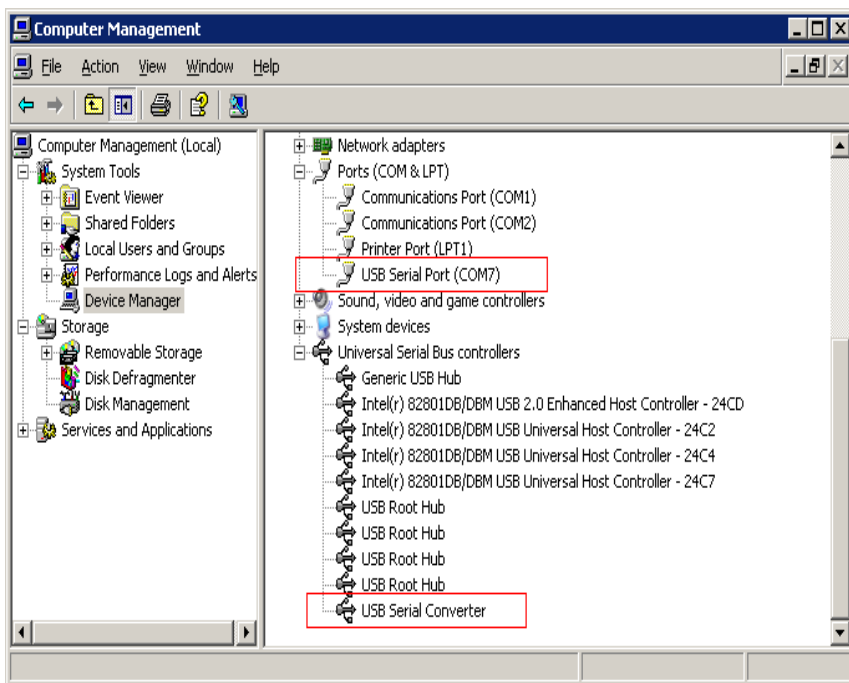 Computer Management
File Action View Window Help
Computer Management (Local)
System Tools
Event Viewer
Shared Folders
Local Users and Groups
Performance Logs and Alerts
Device Manager
Storage
Removable Storage
Disk Defragmenter
Disk Management
Services and Applications
Network adapters
Ports (COM & LPT)
Communications Port (COM1)
Communications Port (COM2)
Printer Port (LPT1)
USB Serial Port (COM7)
Sound, video and game controllers
System devices
Universal Serial Bus controllers
Generic USB Hub
Intel(r) 82801DB/DBM USB 2.0 Enhanced Host Controller - 24CD
Intel(r) 82801DB/DBM USB Universal Host Controller - 24C2
Intel(r) 82801DB/DBM USB Universal Host Controller - 24C4
Intel(r) 82801DB/DBM USB Universal Host Controller - 24C7
USB Root Hub
USB Root Hub
USB Root Hub
USB Root Hub
USB Serial Converter